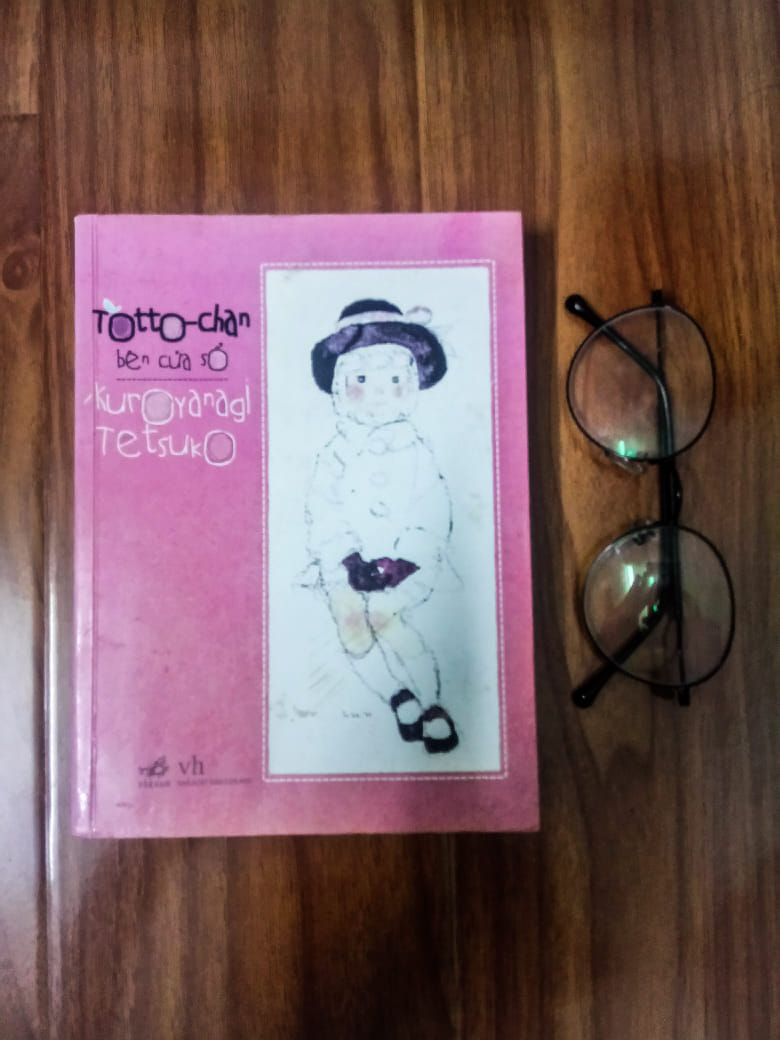 Totto-chan
bên cửa sổ
Kuroyanagi
Tetsuko
vh